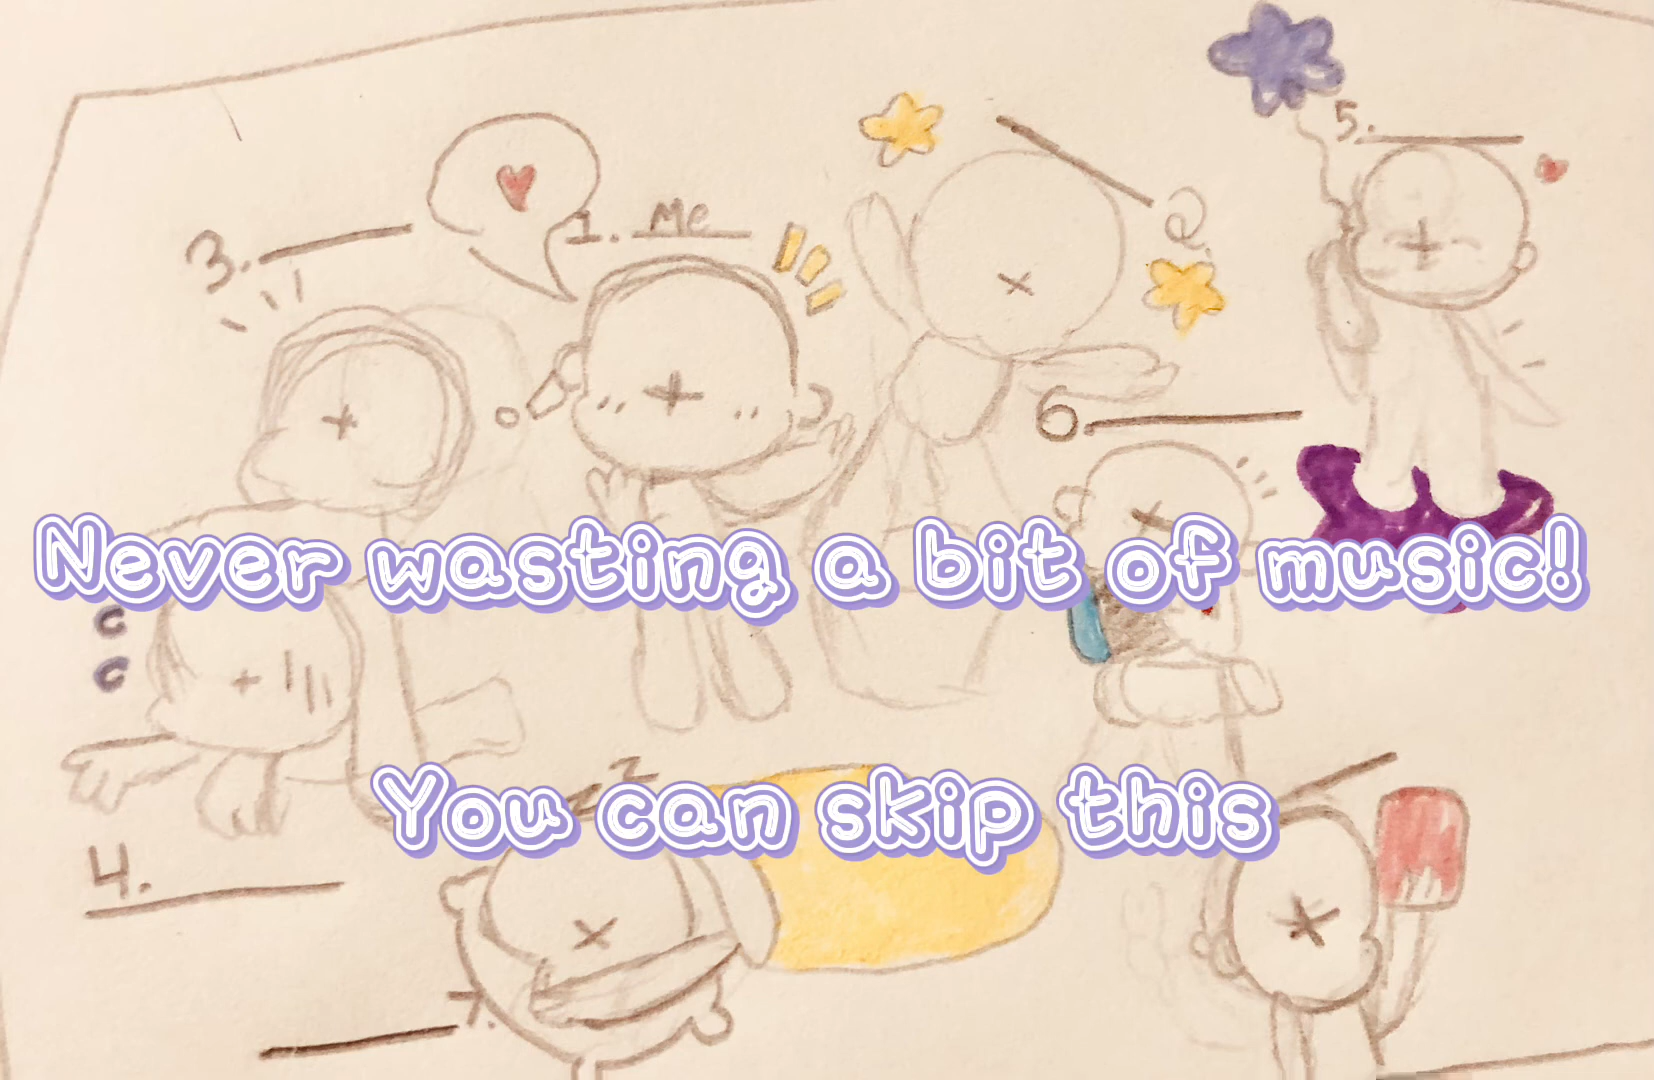 5.
1. Me
3.
2.
6.
Never wasting a bit of music!
c
c
z
You can skip this
4.
7.